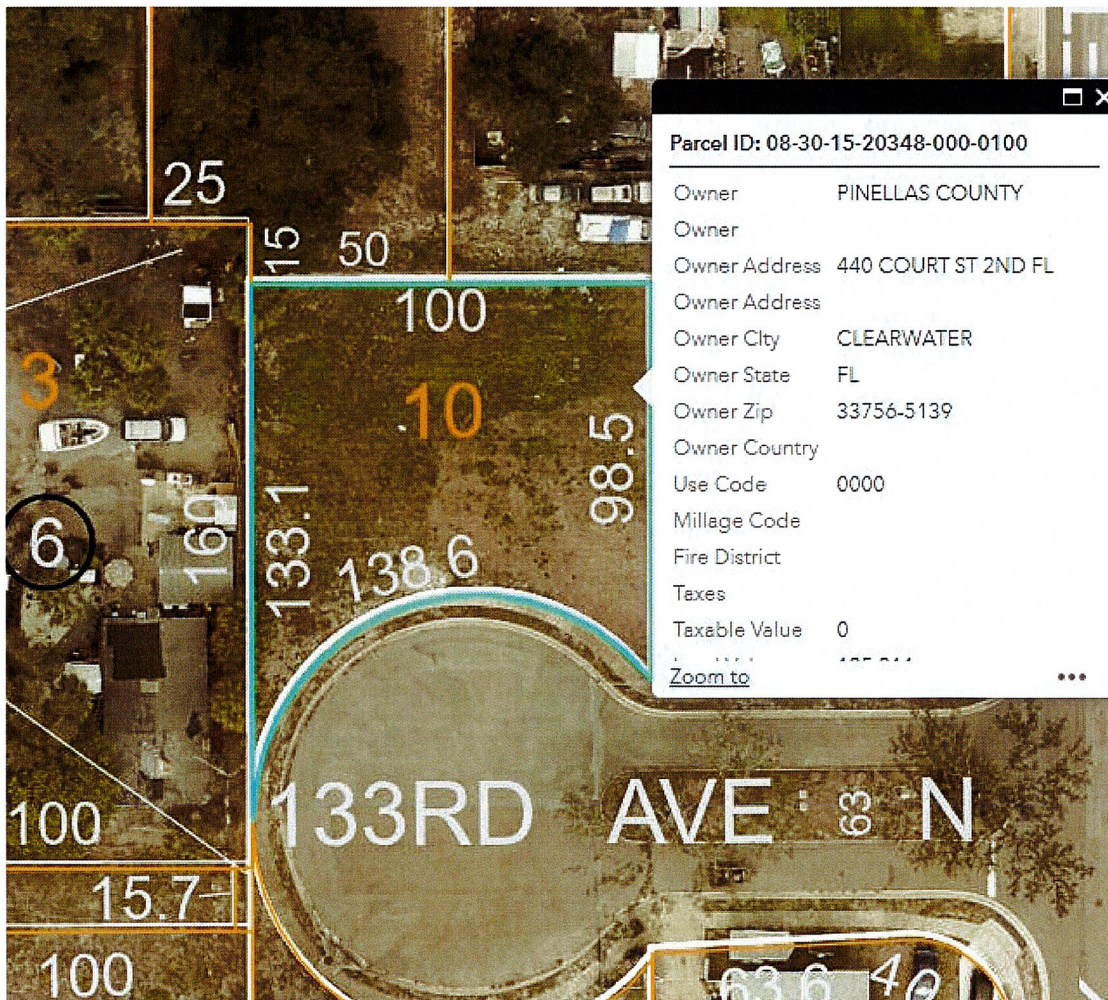 25
15
50
100
10
3
98.5
133.1
138.6
160
6
100
133RD AVE N
63
15.7
100
63.6
40
Parcel ID: 08-30-15-20348-000-0100
Owner PINELLAS COUNTY
Owner
Owner Address 440 COURT ST 2ND FL
Owner Address
Owner City CLEARWATER
Owner State FL
Owner Zip 33756-5139
Owner Country
Use Code 0000
Millage Code
Fire District
Taxes
Taxable Value 0
Zoom to